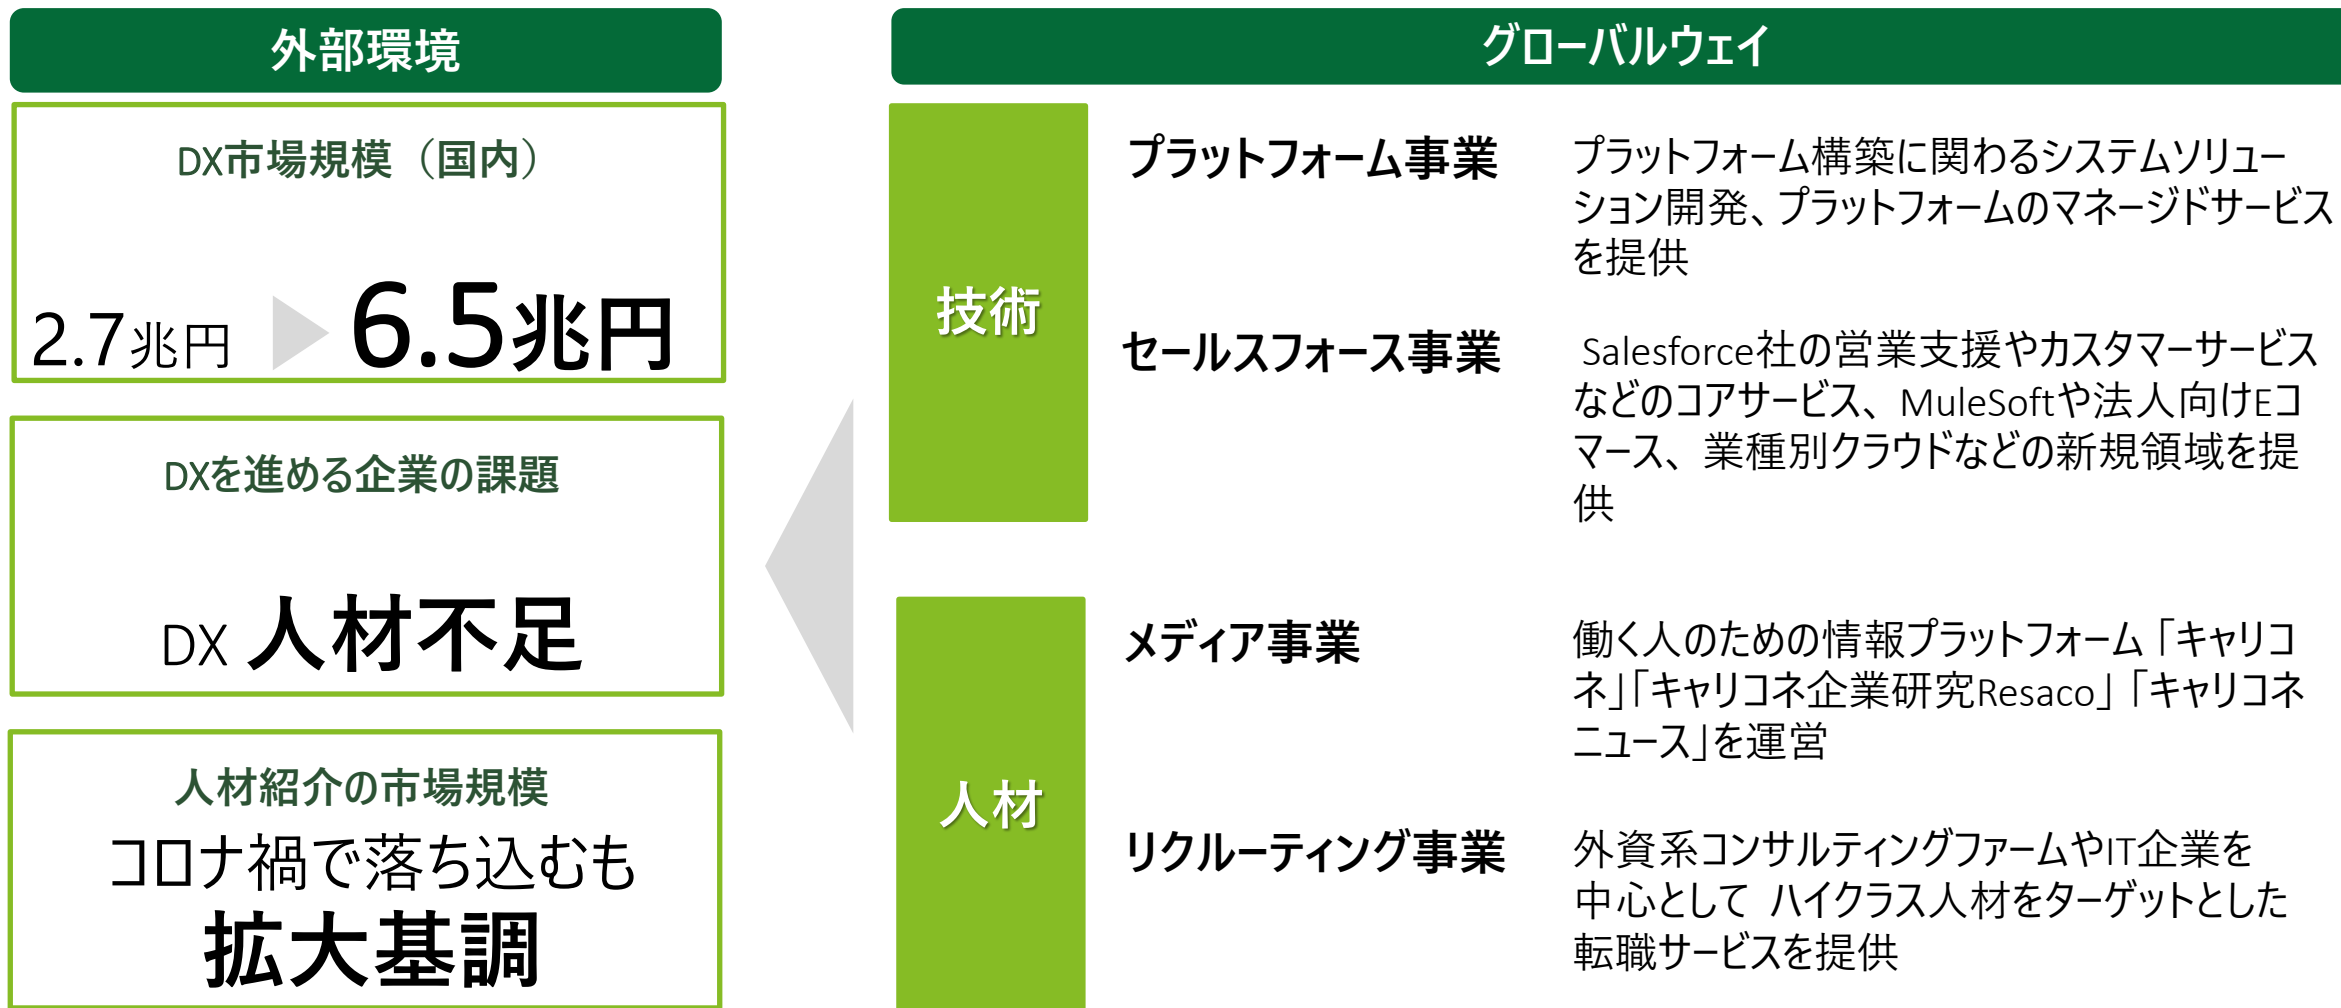 外部環境
DX市場規模（国内）
2.7兆円 6.5兆円
DXを進める企業の課題
DX 人材不足
人材紹介の市場規模
コロナ禍で落ち込むも
拡大基調
グローバルウェイ
技術
プラットフォーム事業
プラットフォーム構築に関わるシステムソリュー
ション開発、プラットフォームのマネージドサービス
を提供
セールスフォース事業
Salesforce社の営業支援やカスタマーサービス
などのコアサービス、MuleSoftや法人向けEコ
マース、業種別クラウドなどの新規領域を提
供
人材
メディア事業
働く人のための情報プラットフォーム「キャリコ
ネ」「キャリコネ企業研究Resaco」「キャリコネ
ニュース」を運営
リクルーティング事業
外資系コンサルティングファームやIT企業を
中心として ハイクラス人材をターゲットとした
転職サービスを提供